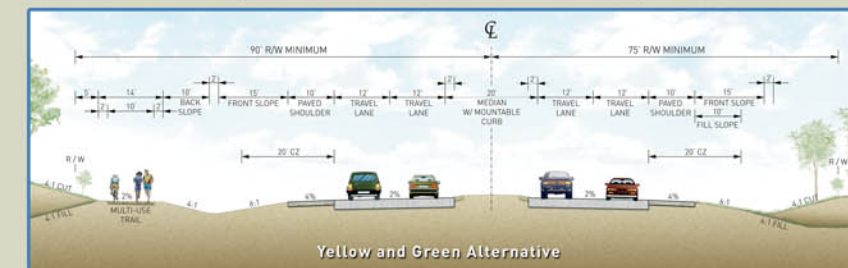 ℄
90' R/W MINIMUM 75' R/W MINIMUM
2' 2' 2' 2'
5' 14' 10' 15' 10' 12' 12' 20' 12' 12' 10' 15'
2' 10' 2' BACK SLOPE FRONT SLOPE PAVED SHOULDER TRAVEL LANE TRAVEL LANE MEDIAN W/ MOUNTABLE CURB TRAVEL LANE TRAVEL LANE PAVED SHOULDER FRONT SLOPE
10'
FILL SLOPE
20' CZ 20' CZ
R/W R/W
4:1 CUT 2% 4:1 6:1 4% 2% 2% 4% 6:1 4:1 CUT
4:1 FILL MULTI-USE TRAIL 4:1 FILL
Yellow and Green Alternative